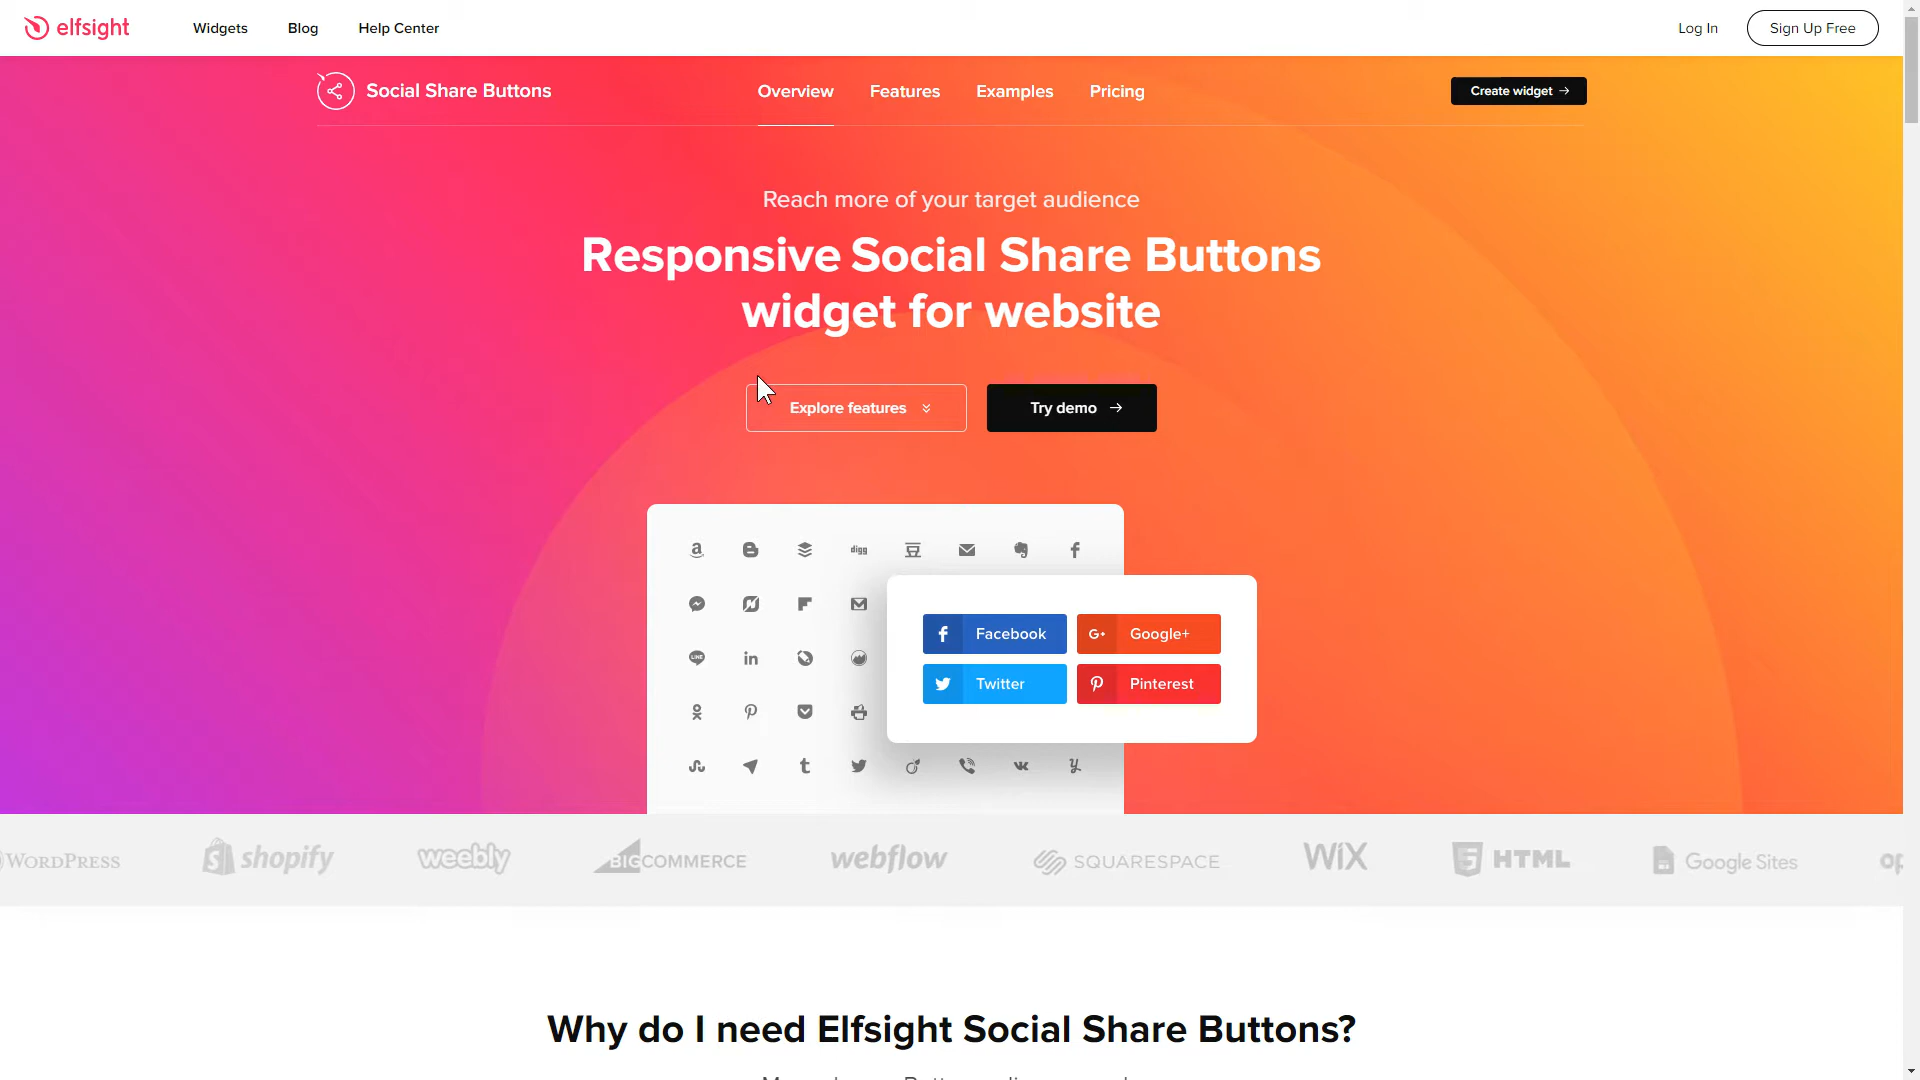 elfsight
Widgets
Blog
Help Center
Log In
Sign Up Free
Social Share Buttons
Overview
Features
Examples
Pricing
Create widget
Reach more of your target audience
Responsive Social Share Buttons
widget for website
Explore features
Try demo
digg
LINE
Facebook
G+ Google+
Twitter
Pinterest
WORDPRESS
shopify
weebly
BIGCOMMERCE
webflow
SQUARESPACE
WiX
HTML
Google Sites
Why do I need Elfsight Social Share Buttons?